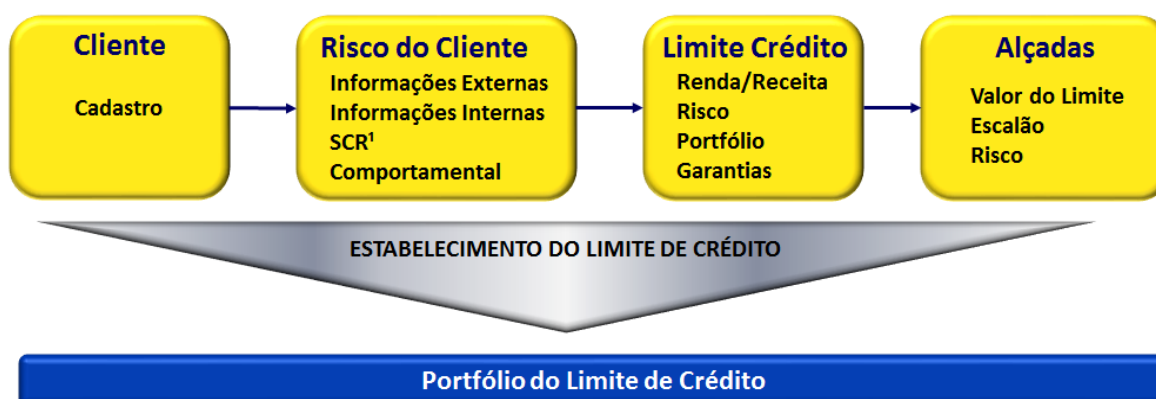 Cliente
Cadastro
Risco do Cliente
Informações Externas
Informações Internas
SCR¹
Comportamental
Limite Crédito
Renda/Receita
Risco
Portfólio
Garantias
Alçadas
Valor do Limite
Escalão
Risco
ESTABELECIMENTO DO LIMITE DE CRÉDITO
Portfólio do Limite de Crédito